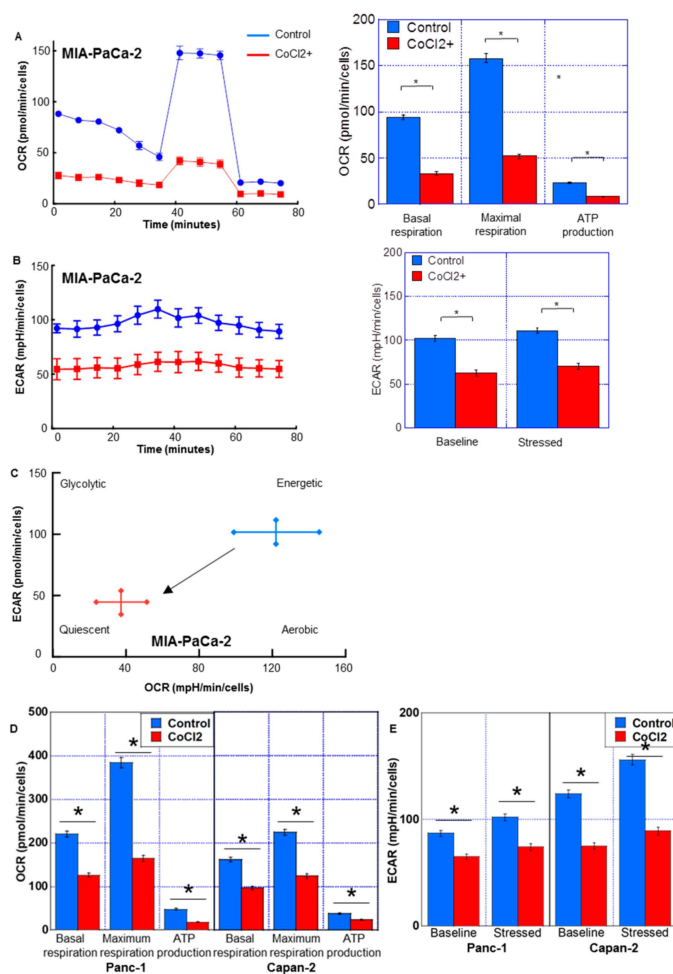 A
MIA-PaCa-2
Control
CoCl2+
OCR (pmol/min/cells)
150
100
50
0
0 20 40 60 80
Time (minutes)
Control
CoCl2+
OCR (pmol/min/cells)
200
150
100
50
0
* * * *
Basal respiration
Maximal respiration
ATP production
B
MIA-PaCa-2
ECAR (mpH/min/cells)
150
100
50
0
0 20 40 60 80
Time (minutes)
Control
CoCl2+
ECAR (mpH/min/cells)
200
150
100
50
0
* *
Baseline Stressed
C
Glycolytic Energetic
ECAR (pmol/min/cells)
150
100
50
0
Quiescent Aerobic
MIA-PaCa-2
0 40 80 120 160
OCR (mpH/min/cells)
D
Control
CoCl2
OCR (pmol/min/cells)
500
400
300
200
100
0
* * * * * *
Basal respiration
Maximum respiration
ATP production
Basal respiration
Maximum respiration
ATP production
Panc-1 Capan-2
E
Control
CoCl2
ECAR (mpH/min/cells)
200
100
0
* * * *
Baseline Stressed Baseline Stressed
Panc-1 Capan-2